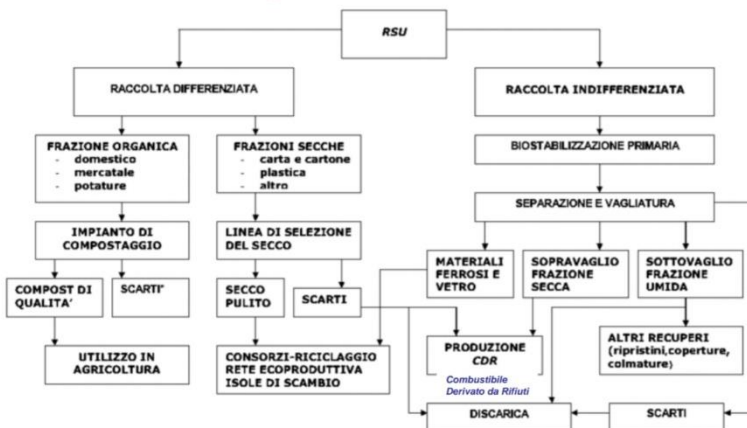 RSU
RACCOLTA DIFFERENZIATA
RACCOLTA INDIFFERENZIATA
FRAZIONE ORGANICA
- domestico
- mercatale
- potature
FRAZIONI SECCHE
- carta e cartone
- plastica
- altro
BIOSTABILIZZAZIONE PRIMARIA
SEPARAZIONE E VAGLIATURA
IMPIANTO DI
COMPOSTAGGIO
LINEA DI SELEZIONE
DEL SECCO
MATERIALI
FERROSI E
VETRO
SOPRAVAGLIO
FRAZIONE
SECCA
SOTTOVAGLIO
FRAZIONE
UMIDA
COMPOST DI
QUALITA'
SCARTI'
SECCO
PULITO
SCARTI
UTILIZZO IN
AGRICOLTURA
CONSORZI-RICICLAGGIO
RETE ECOPRODUTTIVA
ISOLE DI SCAMBIO
PRODUZIONE
CDR
Combustibile
Derivato da Rifiuti
ALTRI RECUPERI
(ripristini,coperture,
colmature)
DISCARICA
SCARTI